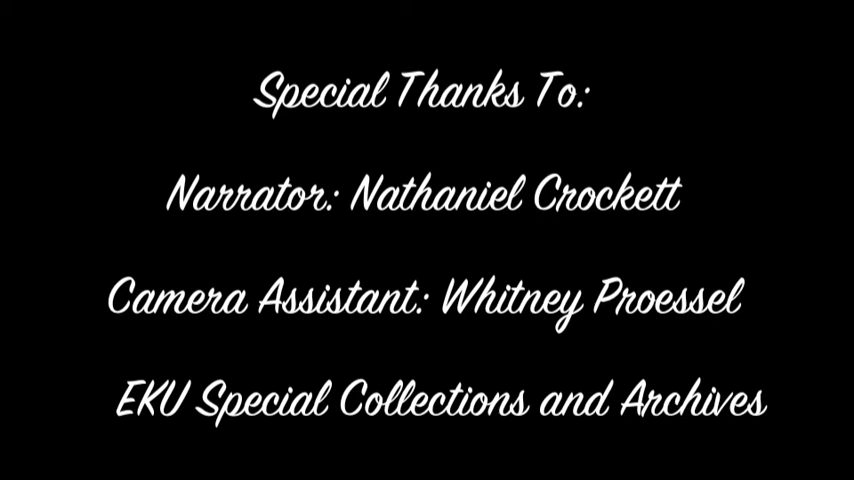 Special Thanks To:
Narrator: Nathaniel Crockett
Camera Assistant: Whitney Proessel
EKU Special Collections and Archives